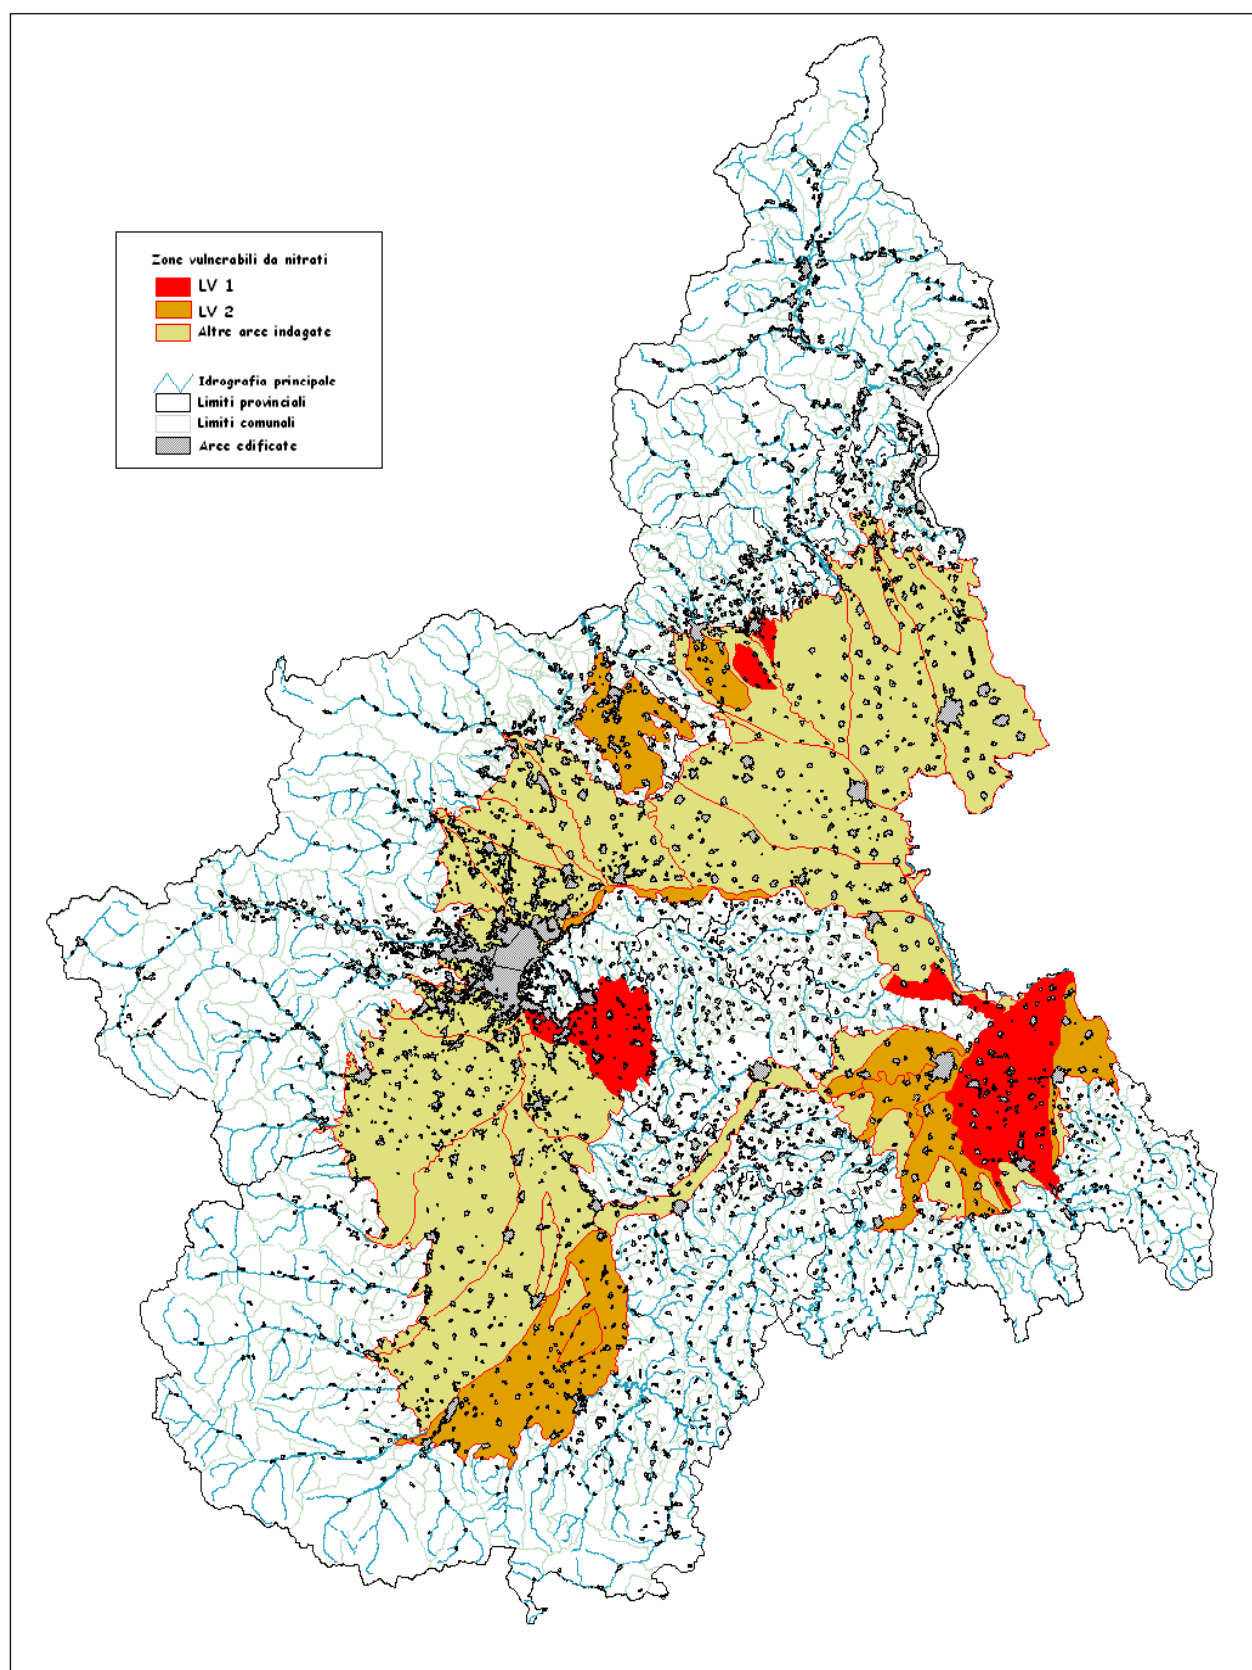 Zone vulnerabili da nitrati
LV 1
LV 2
Altre aree indagate
Idrografia principale
Limiti provinciali
Limiti comunali
Aree edificate